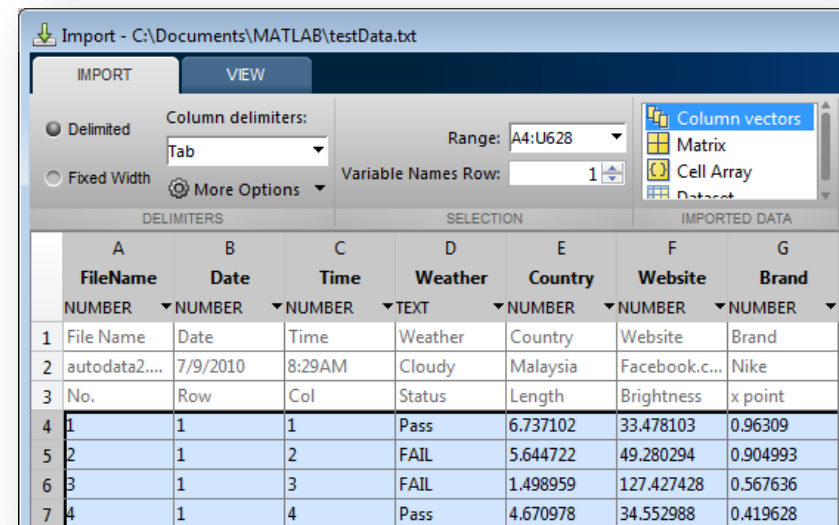 Import - C:\Documents\MATLAB\testData.txt
IMPORT VIEW
Delimited Column delimiters:
Tab
Fixed Width More Options
DELIMITERS
Range: A4:U628
Variable Names Row: 1
SELECTION
Column vectors
Matrix
Cell Array
Dataset
IMPORTED DATA
A B C D E F G
FileName Date Time Weather Country Website Brand
NUMBER NUMBER NUMBER TEXT NUMBER NUMBER NUMBER
1 File Name Date Time Weather Country Website Brand
2 autodata2.... 7/9/2010 8:29AM Cloudy Malaysia Facebook.c... Nike
3 No. Row Col Status Length Brightness x point
4 1 1 1 Pass 6.737102 33.478103 0.96309
5 2 1 2 FAIL 5.644722 49.280294 0.904993
6 3 1 3 FAIL 1.498959 127.427428 0.567636
7 4 1 4 Pass 4.670978 34.552988 0.419628